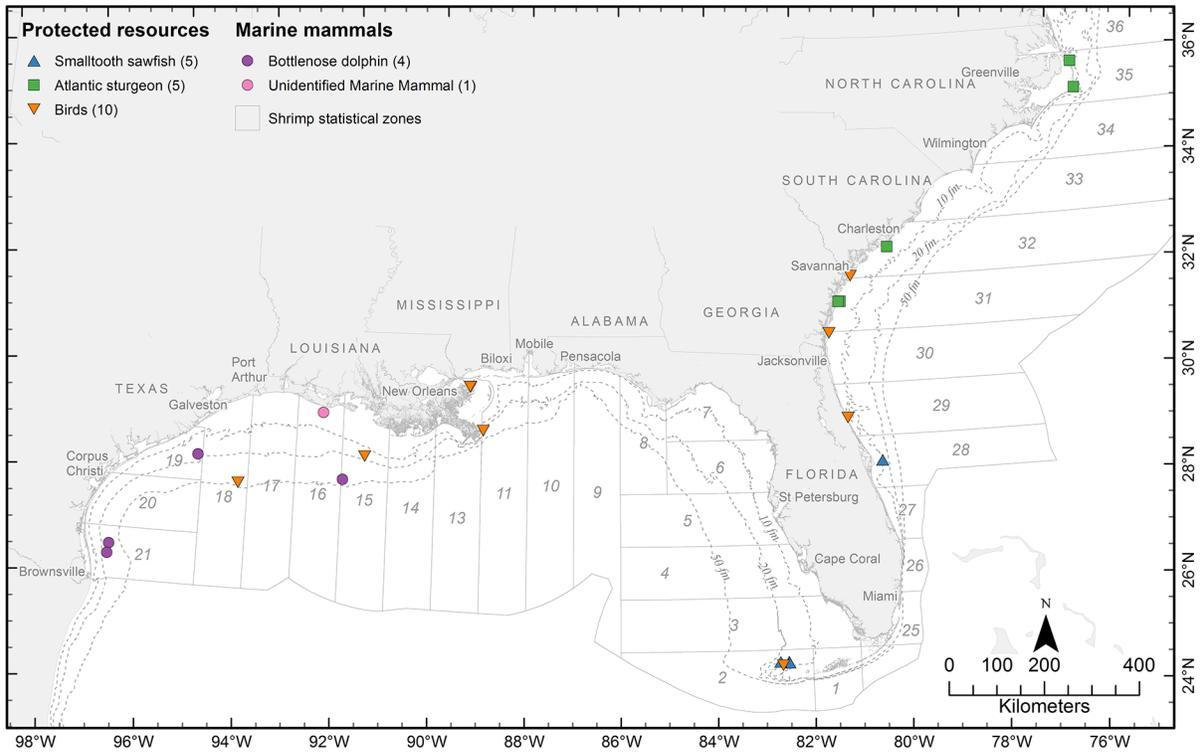 Protected resources
Smalltooth sawfish (5)
Atlantic sturgeon (5)
Birds (10)
Marine mammals
Bottlenose dolphin (4)
Unidentified Marine Mammal (1)
Shrimp statistical zones
36
35
34
33
32
31
30
29
28
27
26
25
Greenville
NORTH CAROLINA
Wilmington
SOUTH CAROLINA
10 fm
Charleston
20 fm
Savannah
50 fm
MISSISSIPPI
ALABAMA
GEORGIA
LOUISIANA
Mobile
Biloxi
Pensacola
Jacksonville
Port
Arthur
TEXAS
New Orleans
Galveston
Corpus
Christi
FLORIDA
St Petersburg
Cape Coral
Miami
Brownsville
19
20
21
18
17
16
15
14
13
11
10
9
8
7
6
5
4
3
2
1
10 fm
20 fm
50 fm
N
0 100 200 400
Kilometers
36°N
34°N
32°N
30°N
28°N
26°N
24°N
98°W 96°W 94°W 92°W 90°W 88°W 86°W 84°W 82°W 80°W 78°W 76°W